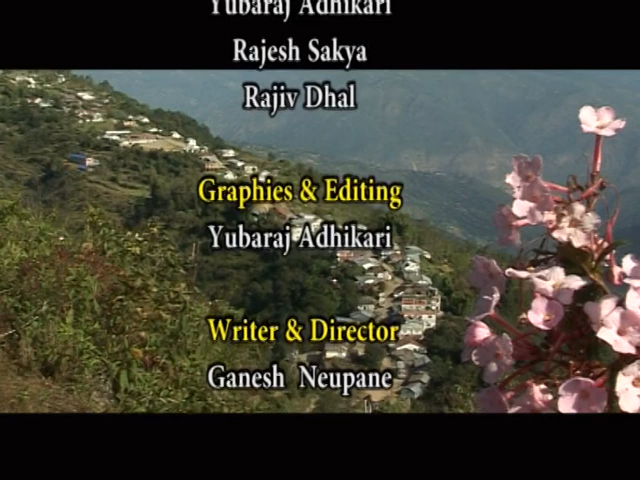 Yubaraj Adhikari
Rajesh Sakya
Rajiv Dhal
Graphies & Editing
Yubaraj Adhikari
Writer & Director
Ganesh Neupane